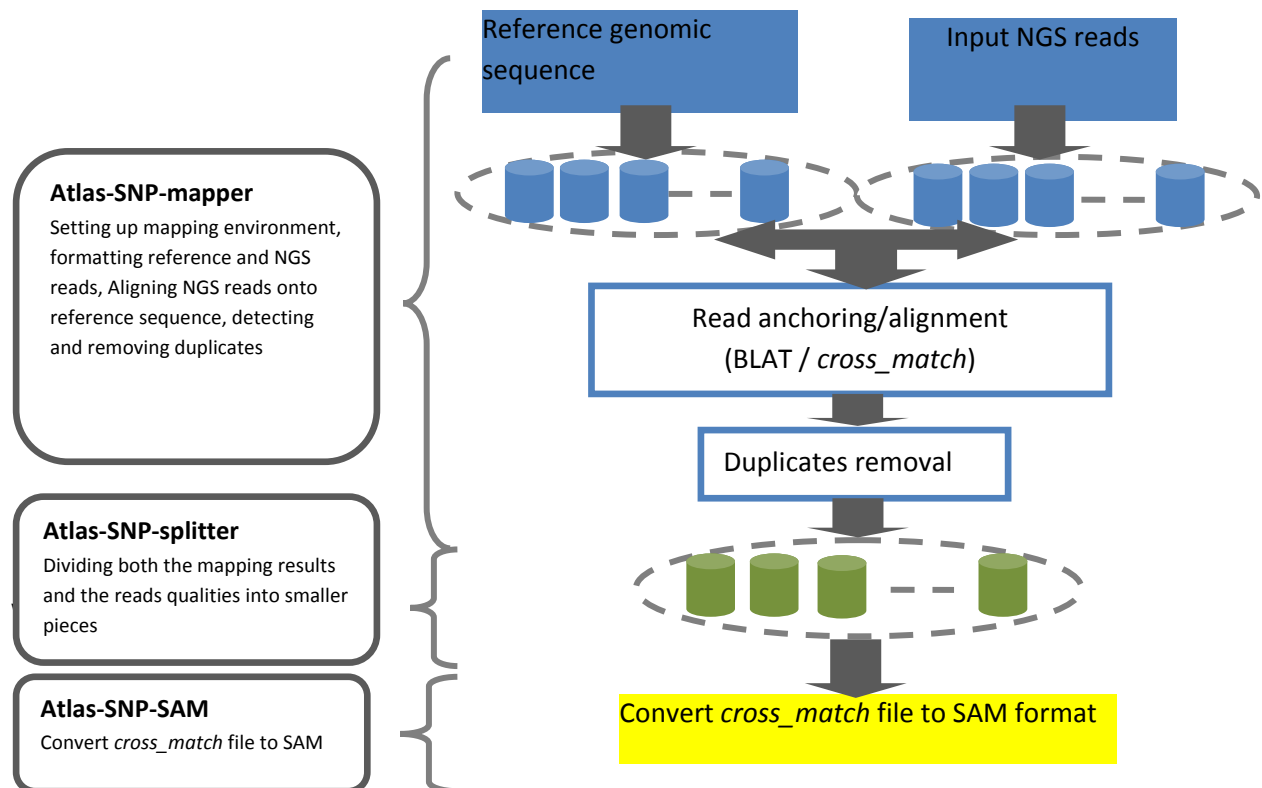 Reference genomic
sequence
Input NGS reads
Atlas-SNP-mapper
Setting up mapping environment,
formatting reference and NGS
reads, Aligning NGS reads onto
reference sequence, detecting
and removing duplicates
Read anchoring/alignment
(BLAT / cross_match)
Duplicates removal
Atlas-SNP-splitter
Dividing both the mapping results
and the reads qualities into smaller
pieces
Atlas-SNP-SAM
Convert cross_match file to SAM
Convert cross_match file to SAM format